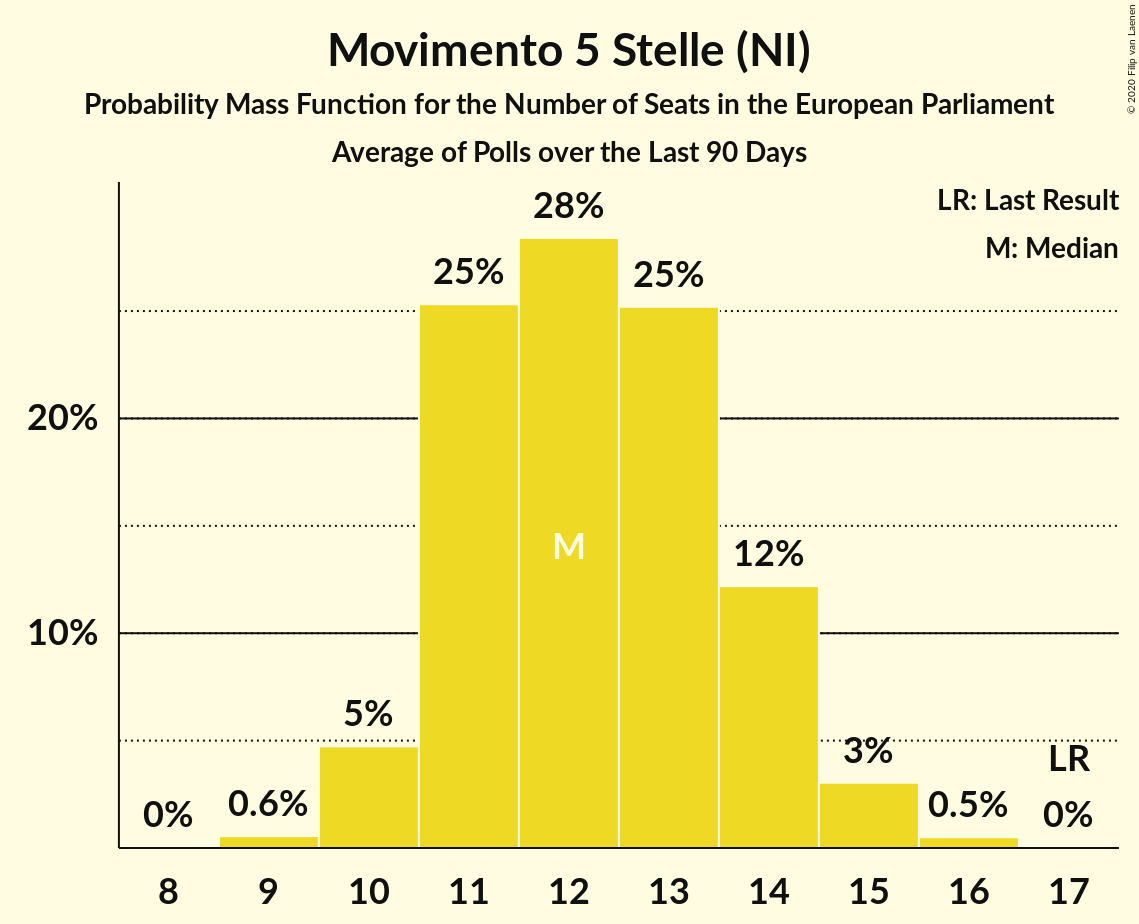 Movimento 5 Stelle (NI)
Probability Mass Function for the Number of Seats in the European Parliament
Average of Polls over the Last 90 Days
© 2020 Filip van Laenen
LR: Last Result
M: Median
28%
25%
25%
20%
M
12%
10%
5%
3%
LR
0%
0.6%
0.5%
0%
8 9 10 11 12 13 14 15 16 17